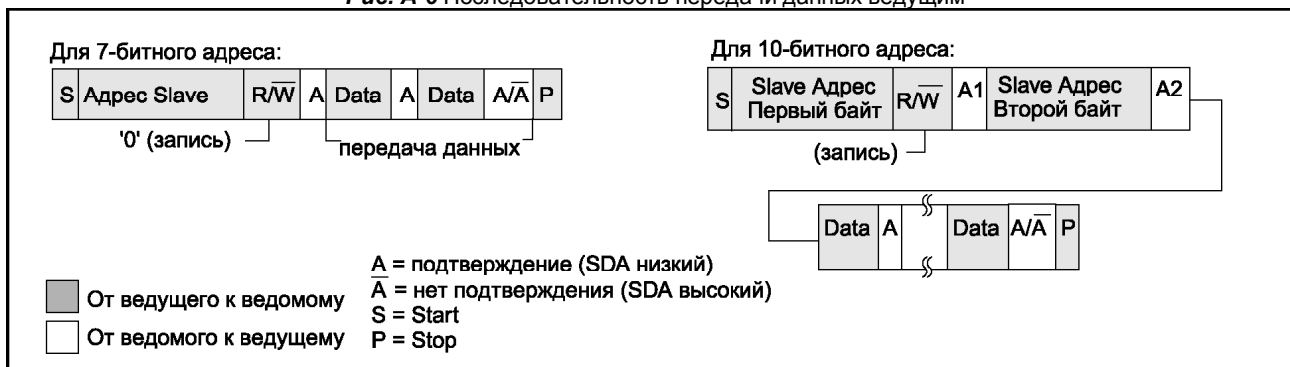 Рис. A-6 Последовательность передачи данных ведущим
Для 7-битного адреса:
S Адрес Slave R/W̅ A Data A Data A/A̅ P
'0' (запись)
передача данных
Для 10-битного адреса:
S Slave Адрес Первый байт R/W̅ A1 Slave Адрес Второй байт A2
(запись)
Data A Data A/A̅ P
От ведущего к ведомому
От ведомого к ведущему
A = подтверждение (SDA низкий)
A̅ = нет подтверждения (SDA высокий)
S = Start
P = Stop